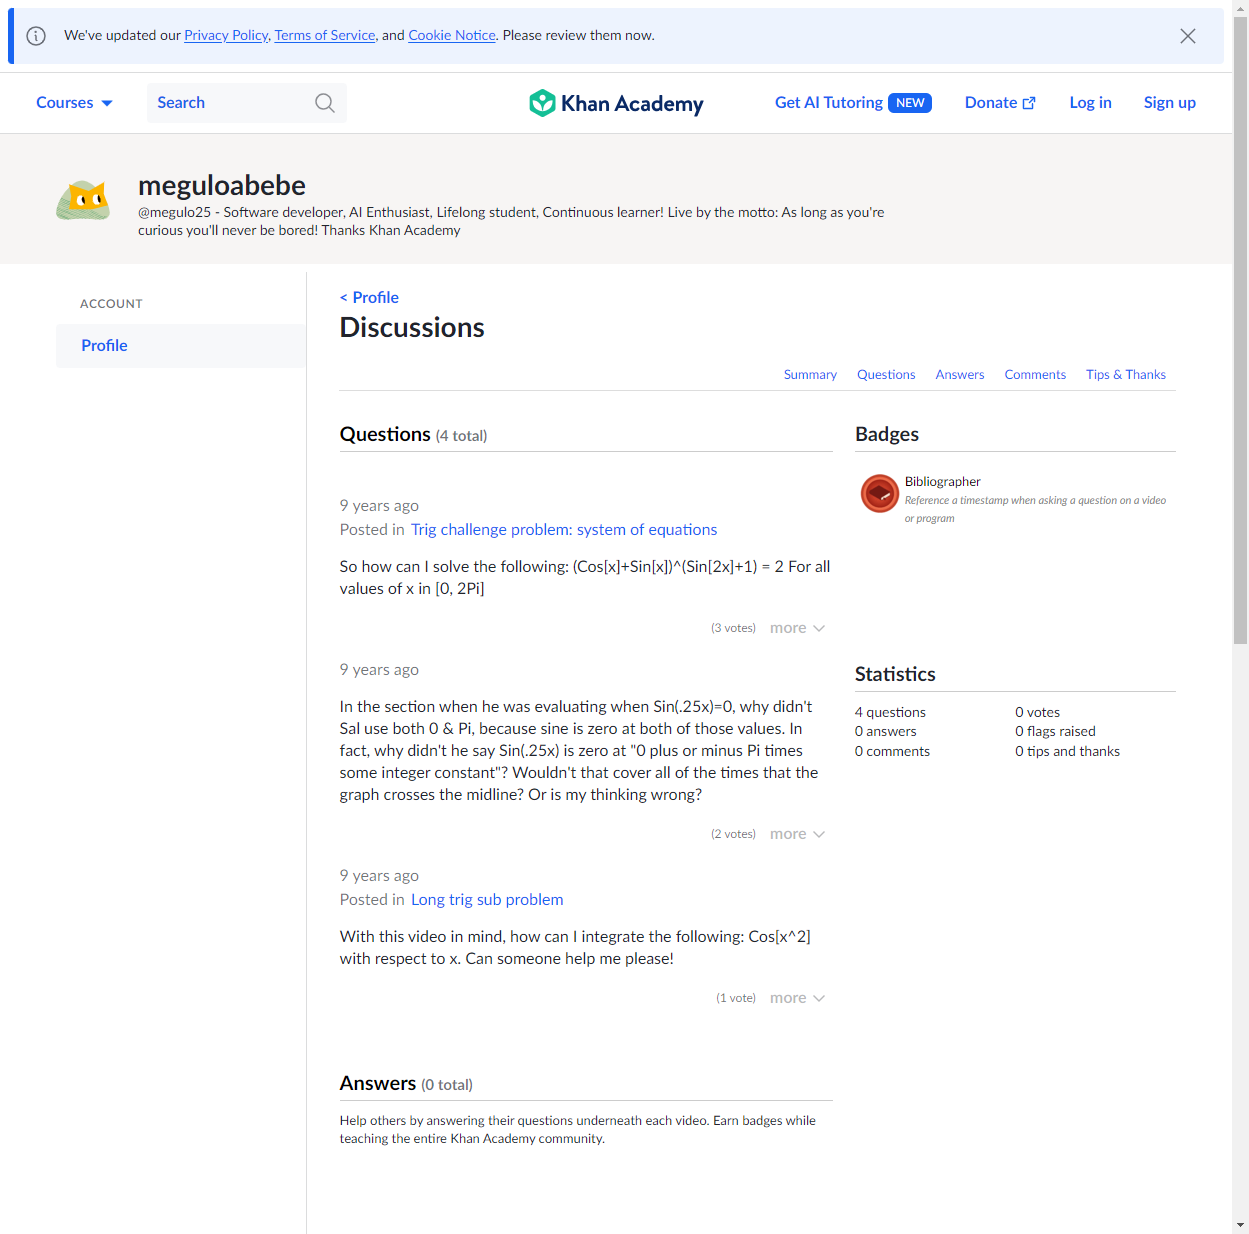 We've updated our Privacy Policy, Terms of Service, and Cookie Notice. Please review them now.
Courses
Search
Khan Academy
Get AI Tutoring NEW
Donate
Log in
Sign up
meguloabebe
@megulo25 - Software developer, AI Enthusiast, Lifelong student, Continuous learner! Live by the motto: As long as you're
curious you'll never be bored! Thanks Khan Academy
ACCOUNT
Profile
< Profile
Discussions
Summary
Questions
Answers
Comments
Tips & Thanks
Questions (4 total)
9 years ago
Posted in Trig challenge problem: system of equations
So how can I solve the following: (Cos[x]+Sin[x])^(Sin[2x]+1) = 2 For all
values of x in [0, 2Pi]
(3 votes) more
9 years ago
In the section when he was evaluating when Sin(.25x)=0, why didn't
Sal use both 0 & Pi, because sine is zero at both of those values. In
fact, why didn't he say Sin(.25x) is zero at "0 plus or minus Pi times
some integer constant"? Wouldn't that cover all of the times that the
graph crosses the midline? Or is my thinking wrong?
(2 votes) more
9 years ago
Posted in Long trig sub problem
With this video in mind, how can I integrate the following: Cos[x^2]
with respect to x. Can someone help me please!
(1 vote) more
Answers (0 total)
Help others by answering their questions underneath each video. Earn badges while
teaching the entire Khan Academy community.
Badges
Bibliographer
Reference a timestamp when asking a question on a video
or program
Statistics
4 questions
0 votes
0 answers
0 flags raised
0 comments
0 tips and thanks